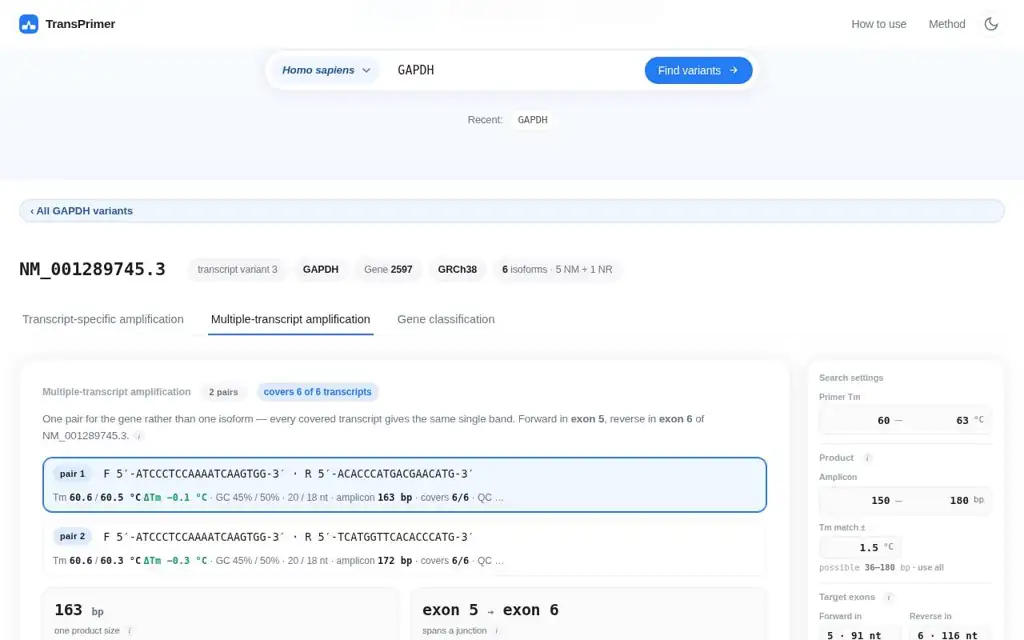 TransPrimer
How to use
Method
Homo sapiens
GAPDH
Find variants →
Recent: GAPDH
‹ All GAPDH variants
NM_001289745.3
transcript variant 3
GAPDH
Gene 2597
GRCh38
6 isoforms · 5 NM + 1 NR
Transcript-specific amplification
Multiple-transcript amplification
Gene classification
Multiple-transcript amplification
2 pairs
covers 6 of 6 transcripts
One pair for the gene rather than one isoform — every covered transcript gives the same single band. Forward in exon 5, reverse in exon 6 of
NM_001289745.3. i
pair 1 F 5′-ATCCCTCCAAAATCAAGTGG-3′ · R 5′-ACACCCATGACGAACATG-3′
Tm 60.6 / 60.5 °C ΔTm −0.1 °C · GC 45% / 50% · 20 / 18 nt · amplicon 163 bp · covers 6/6 · QC …
pair 2 F 5′-ATCCCTCCAAAATCAAGTGG-3′ · R 5′-TCATGGTTCACACCCATG-3′
Tm 60.6 / 60.3 °C ΔTm −0.3 °C · GC 45% / 50% · 20 / 18 nt · amplicon 172 bp · covers 6/6 · QC …
163 bp
one product size i
exon 5 → exon 6
spans a junction i
Search settings
Primer Tm
60 — 63 °C
Product i
Amplicon
150 — 180 bp
Tm match ±
1.5 °C
possible 36–180 bp · use all
Target exons i
Forward in
Reverse in
5 · 91 nt
6 · 116 nt